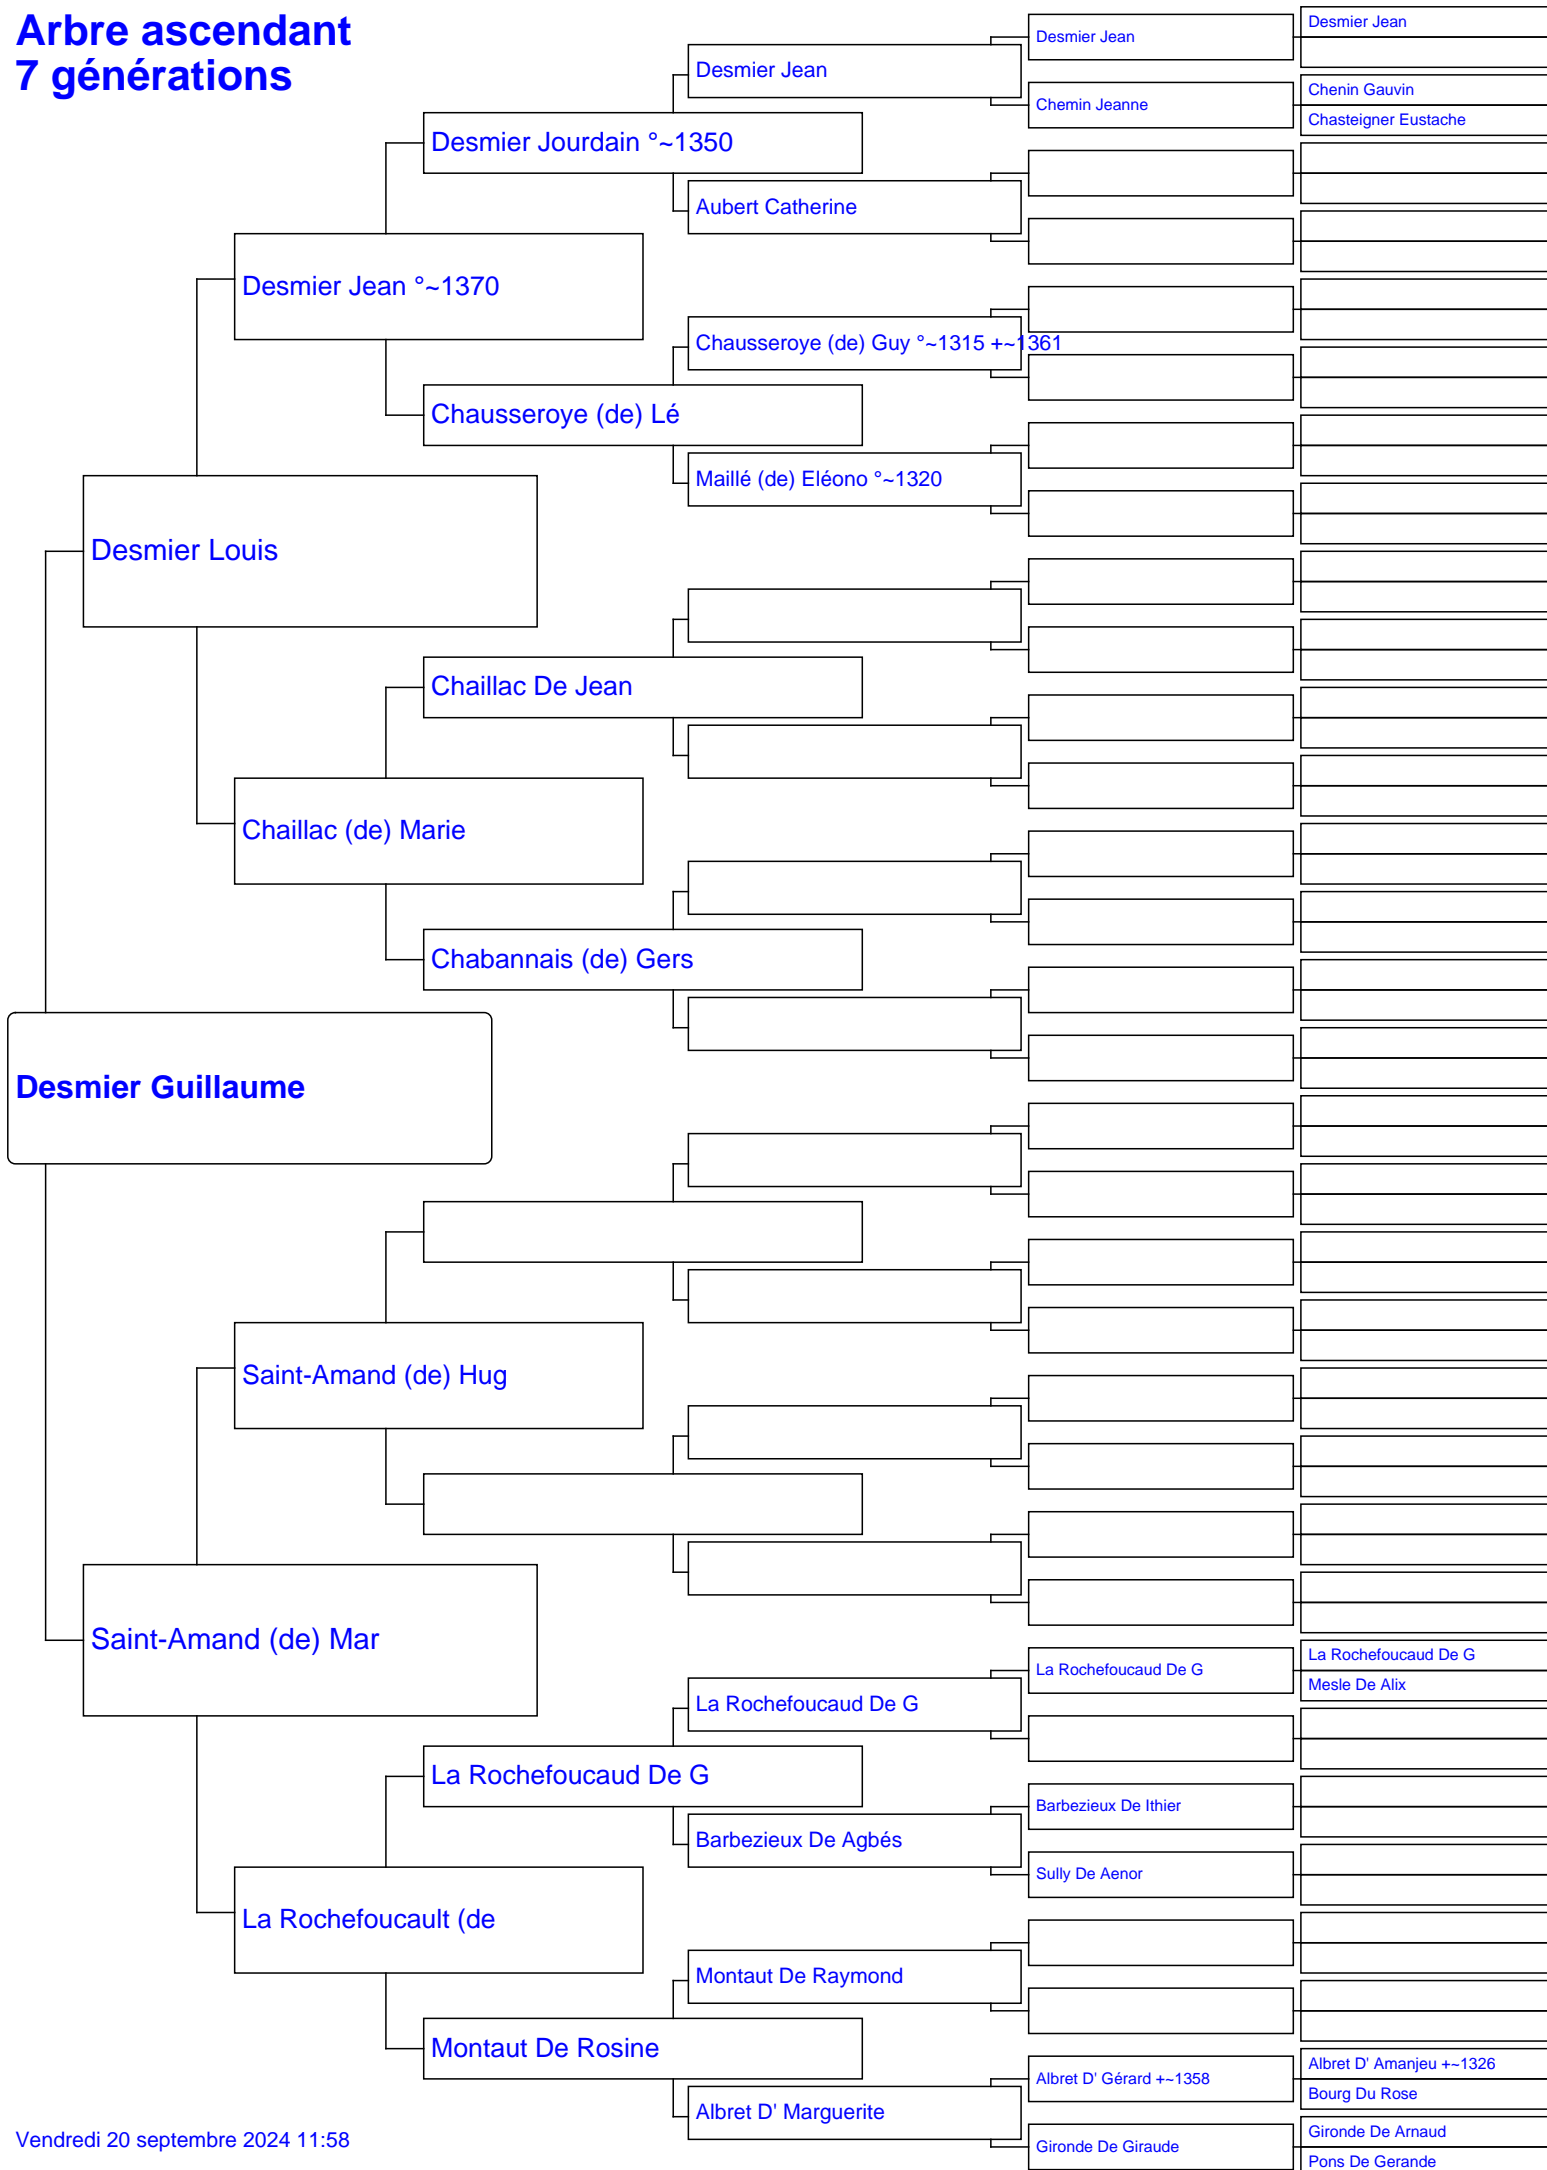 Arbre ascendant
7 générations
Desmier Jean
Desmier Jean
Desmier Jean
Chemin Jeanne
Chenin Gauvin
Chasteigner Eustache
Desmier Jourdain °~1350
Aubert Catherine
Desmier Jean °~1370
Chausseroye (de) Guy °~1315 +~1361
Chausseroye (de) Lé
Maillé (de) Eléono °~1320
Desmier Louis
Chaillac De Jean
Chaillac (de) Marie
Chabannais (de) Gers
Desmier Guillaume
Saint-Amand (de) Hug
Saint-Amand (de) Mar
La Rochefoucaud De G
La Rochefoucaud De G
Mesle De Alix
La Rochefoucaud De G
La Rochefoucaud De G
Barbezieux De Ithier
Barbezieux De Agbés
Sully De Aenor
La Rochefoucault (de
Montaut De Raymond
Montaut De Rosine
Albret D' Gérard +~1358
Albret D' Amanjeu +~1326
Bourg Du Rose
Albret D' Marguerite
Gironde De Giraude
Gironde De Arnaud
Pons De Gerande
Vendredi 20 septembre 2024 11:58